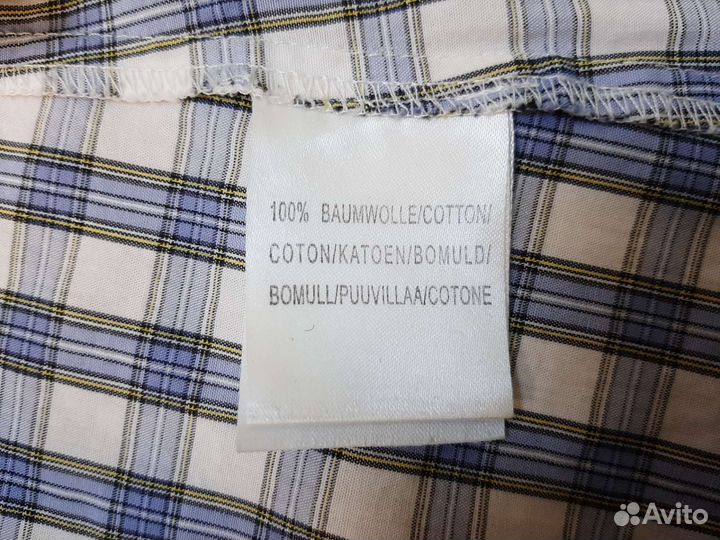 100% BAUMWOLLE/COTTON/
COTON/KATOEN/BOMULD/
BOMULL/PUUVILLAA/COTONE
Avito